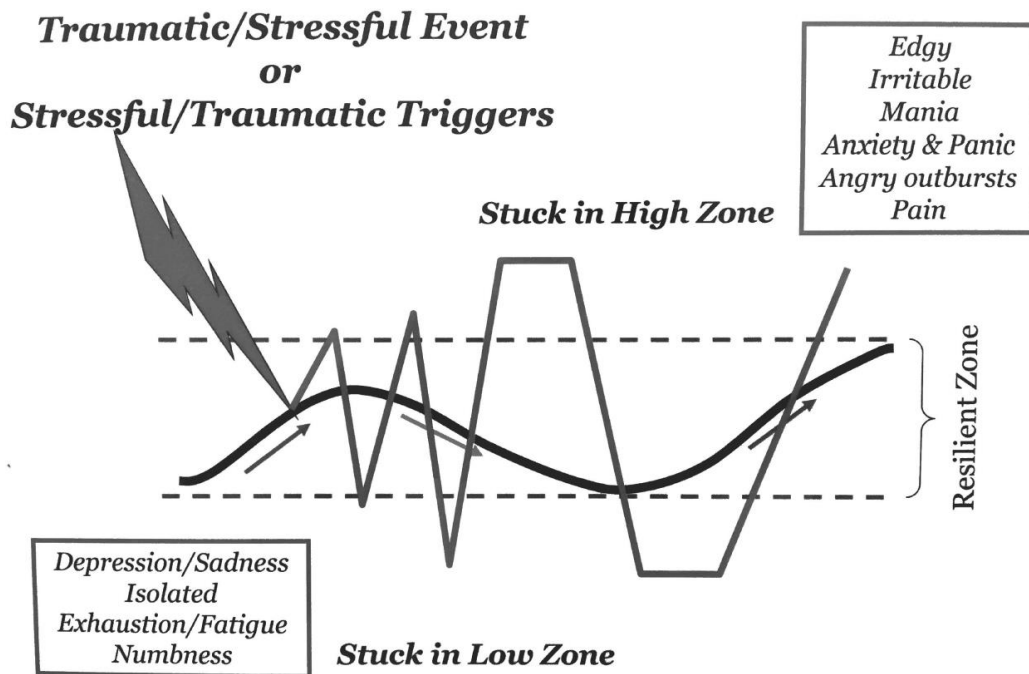 Traumatic/Stressful Event
or
Stressful/Traumatic Triggers
Edgy
Irritable
Mania
Anxiety & Panic
Angry outbursts
Pain
Stuck in High Zone
Resilient Zone
Depression/Sadness
Isolated
Exhaustion/Fatigue
Numbness
Stuck in Low Zone